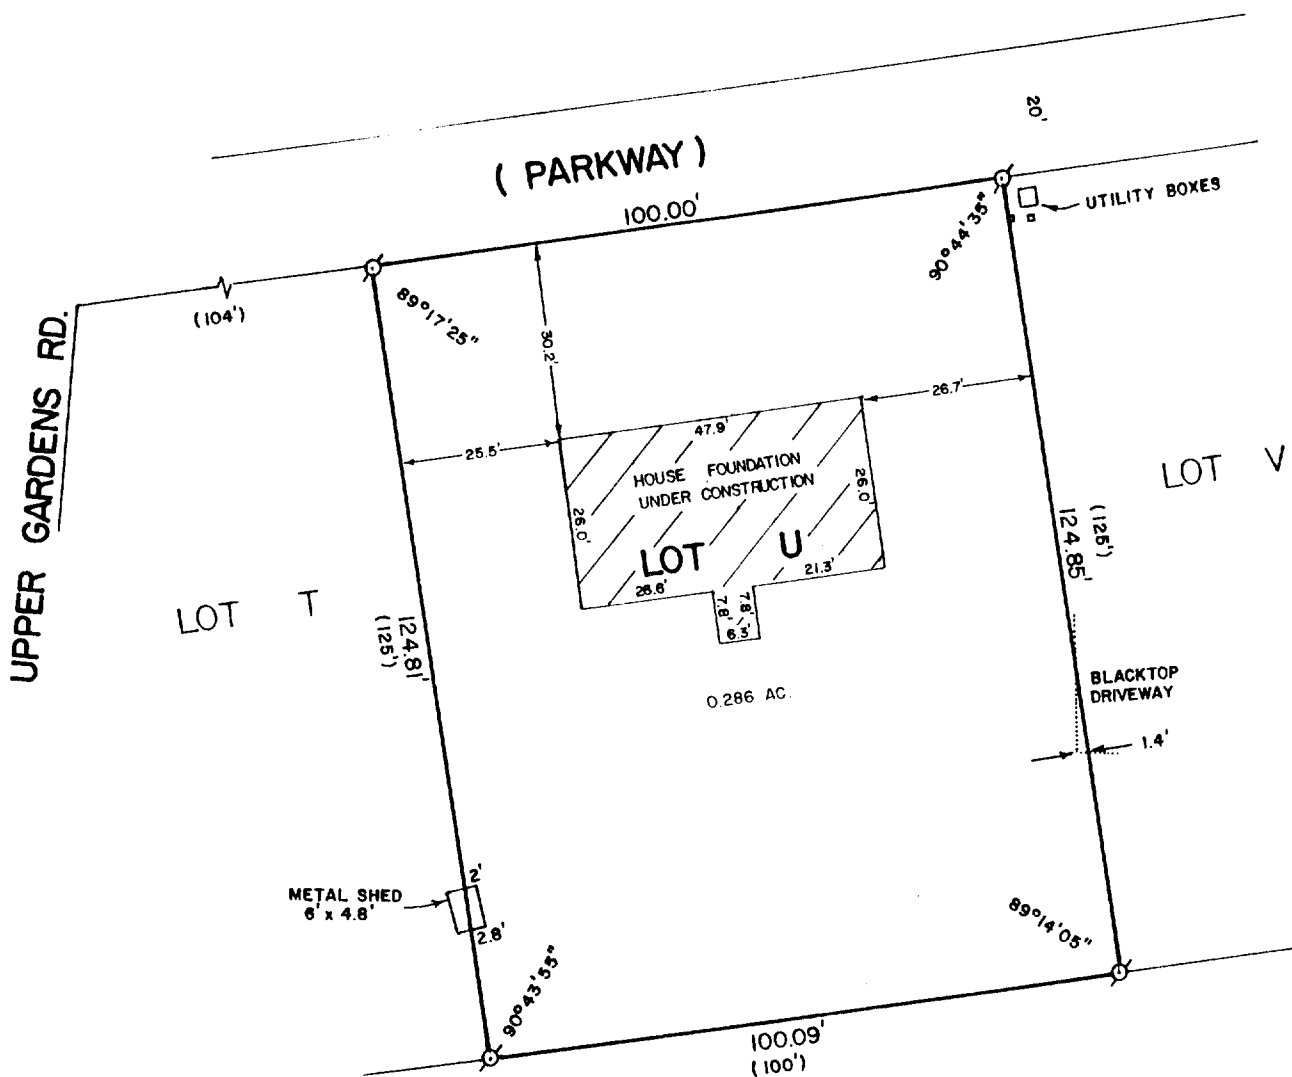 20'
( PARKWAY )
100.00'
UTILITY BOXES
90°44'35"
(104')
89°17'25"
UPPER GARDENS RD.
30.2'
26.7'
25.5'
47.9'
HOUSE FOUNDATION
UNDER CONSTRUCTION
26.0'
26.0'
LOT U
21.3'
7.8'
7.8'
6.3'
LOT V
(125')
124.85'
LOT T
124.81'
(125')
0.286 AC.
BLACKTOP
DRIVEWAY
1.4'
METAL SHED
6' x 4.8'
2'
2.8'
89°14'05"
90°43'55"
100.09'
(100')